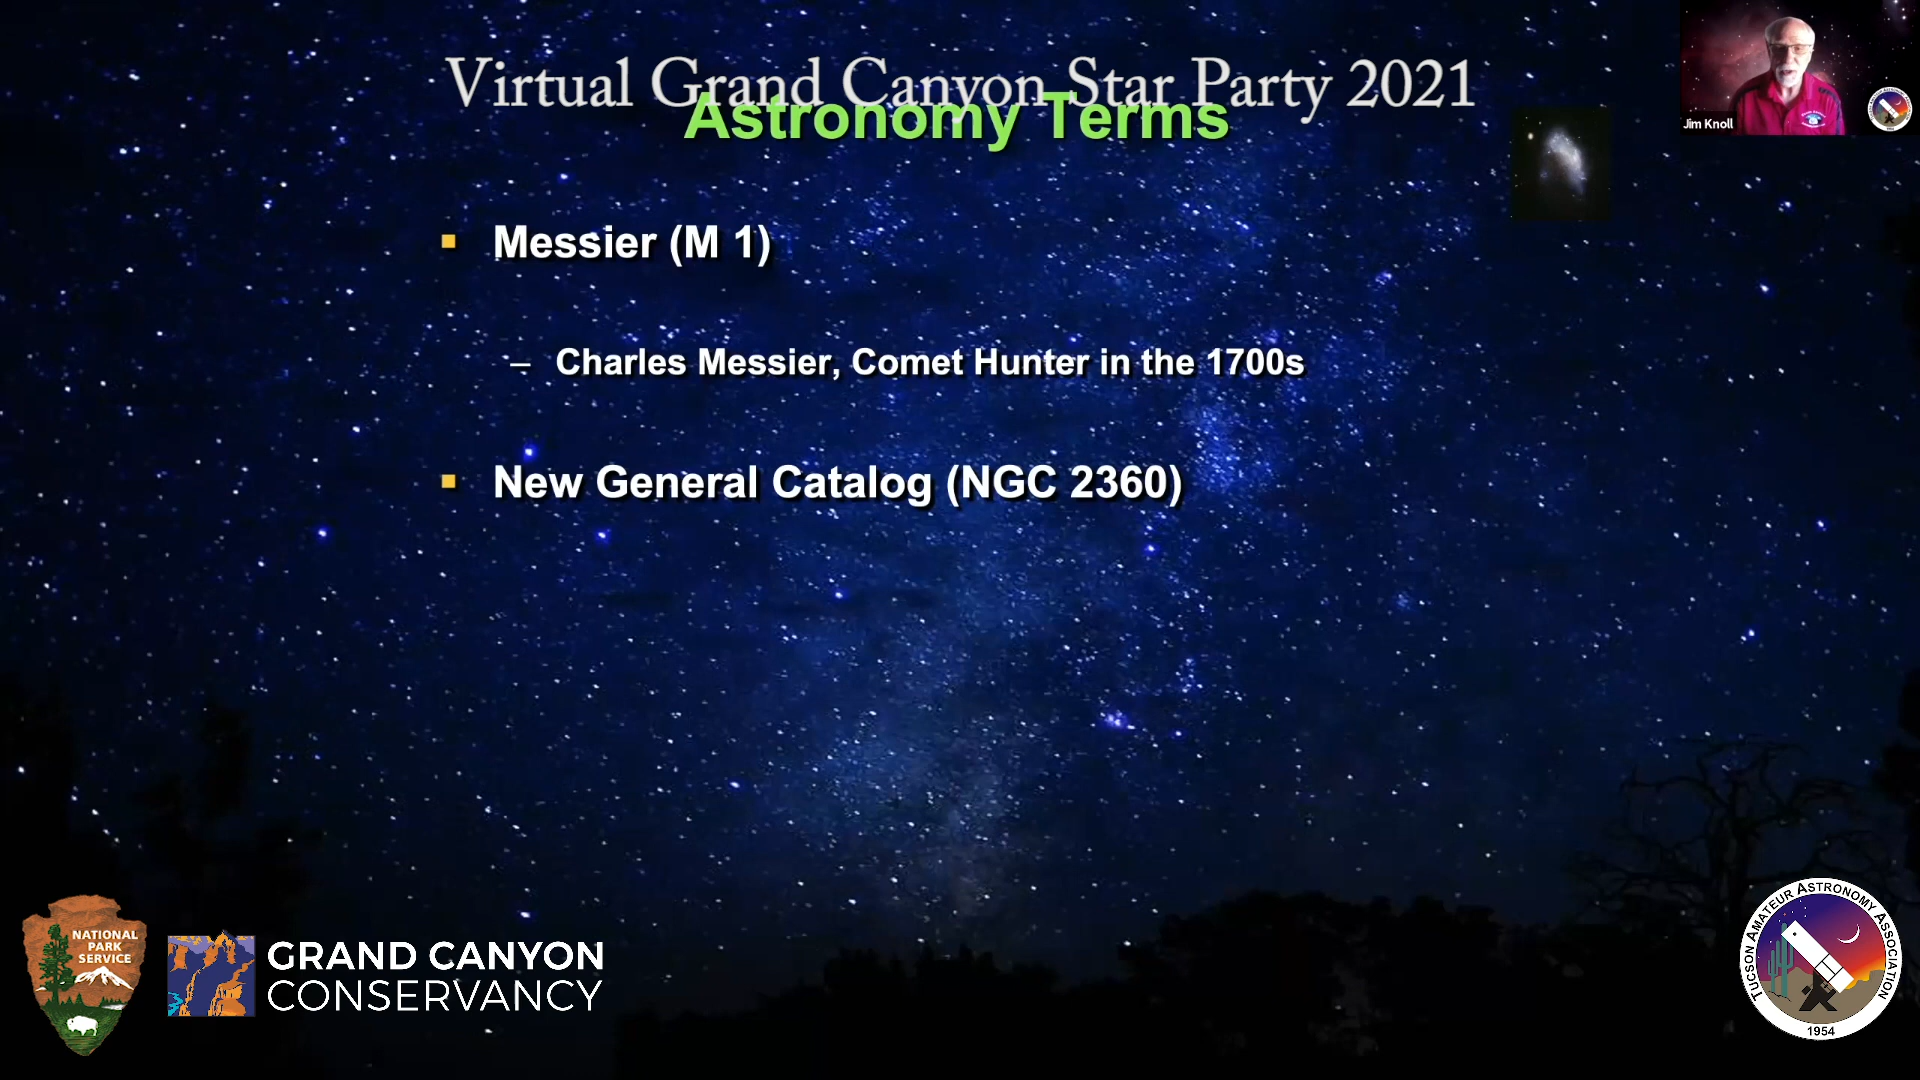 Virtual Grand Canyon Star Party 2021
Astronomy Terms
Jim Knoll
Messier (M 1)
– Charles Messier, Comet Hunter in the 1700s
New General Catalog (NGC 2360)
NATIONAL
PARK
SERVICE
GRAND CANYON
CONSERVANCY
TUCSON AMATEUR ASTRONOMY ASSOCIATION
1954